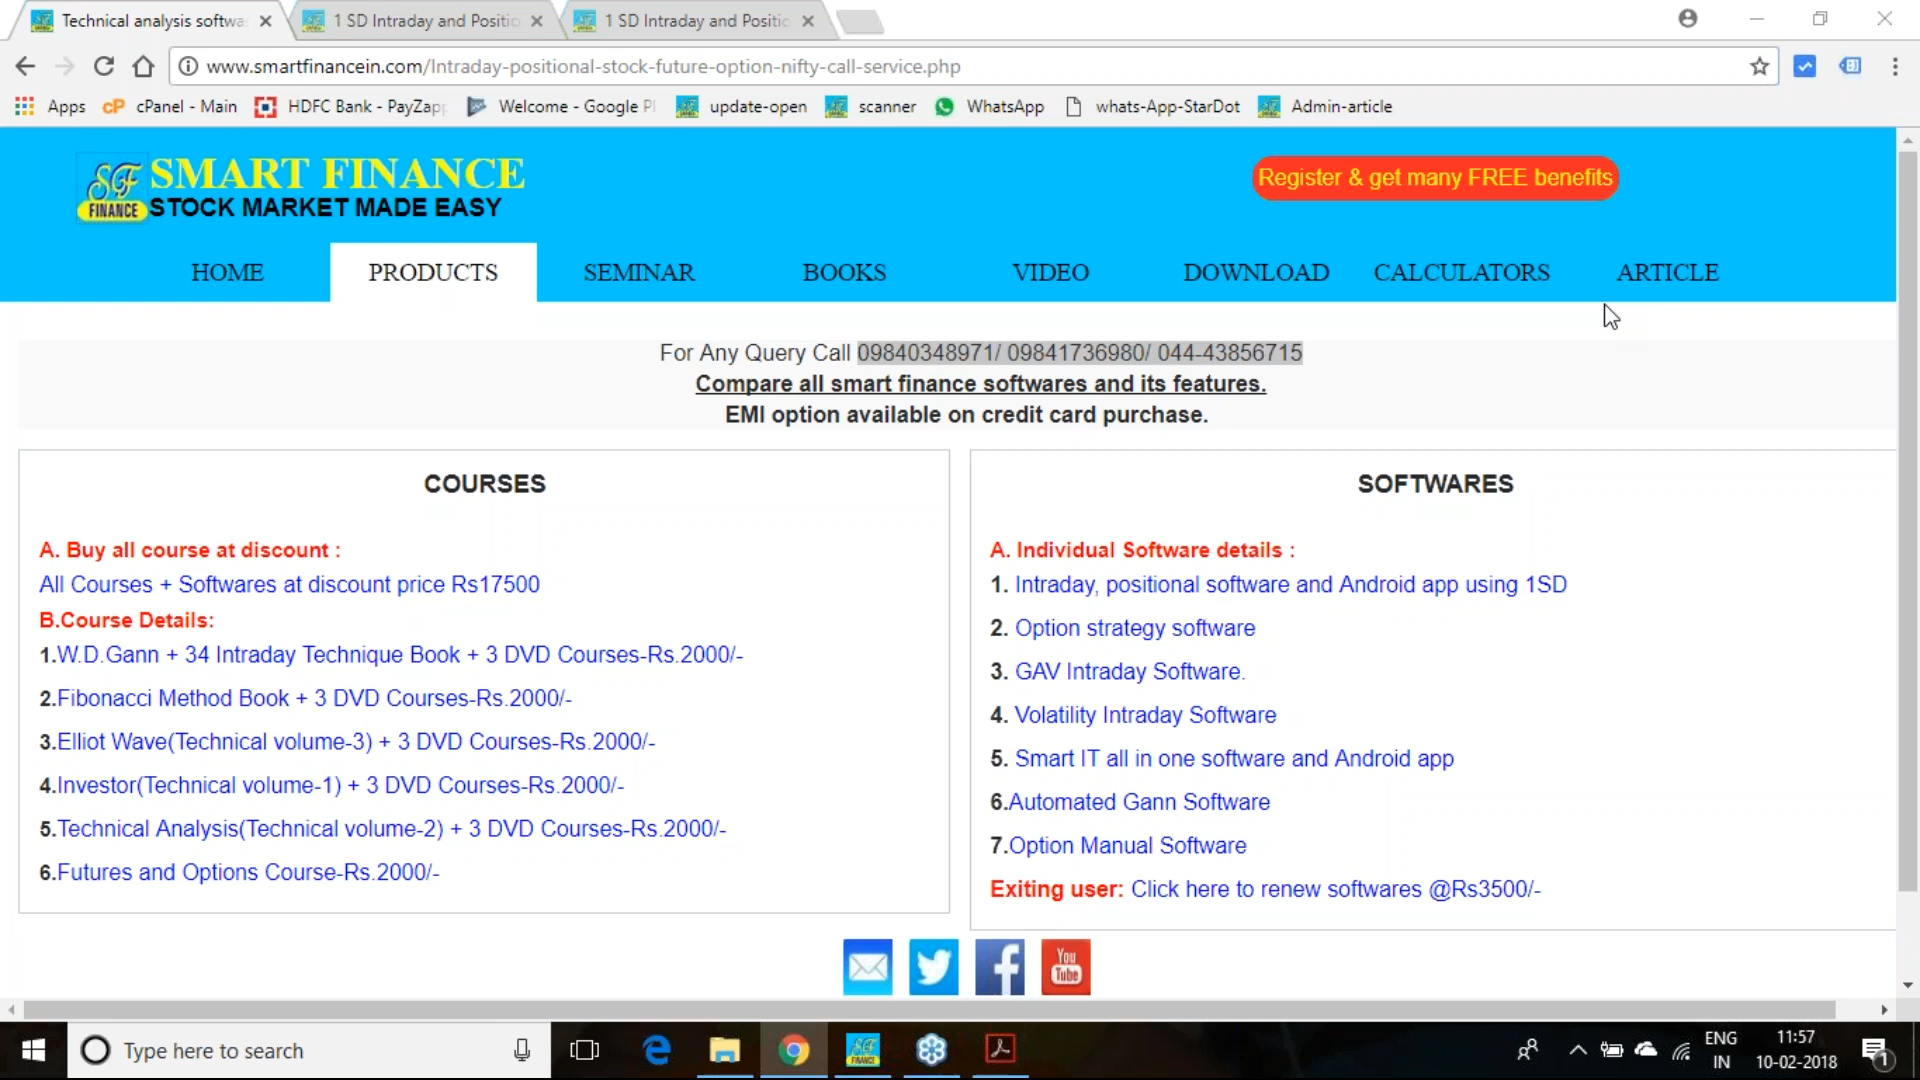 Technical analysis softwa
1 SD Intraday and Positio
1 SD Intraday and Positio
www.smartfinancein.com/Intraday-positional-stock-future-option-nifty-call-service.php
Apps
cPanel - Main
HDFC Bank - PayZap
Welcome - Google Pl
update-open
scanner
WhatsApp
whats-App-StarDot
Admin-article
SF FINANCE
SMART FINANCE
STOCK MARKET MADE EASY
Register & get many FREE benefits
HOME PRODUCTS SEMINAR BOOKS VIDEO DOWNLOAD CALCULATORS ARTICLE
For Any Query Call 09840348971/ 09841736980/ 044-43856715
Compare all smart finance softwares and its features.
EMI option available on credit card purchase.
COURSES
A. Buy all course at discount :
All Courses + Softwares at discount price Rs17500
B.Course Details:
1.W.D.Gann + 34 Intraday Technique Book + 3 DVD Courses-Rs.2000/-
2.Fibonacci Method Book + 3 DVD Courses-Rs.2000/-
3.Elliot Wave(Technical volume-3) + 3 DVD Courses-Rs.2000/-
4.Investor(Technical volume-1) + 3 DVD Courses-Rs.2000/-
5.Technical Analysis(Technical volume-2) + 3 DVD Courses-Rs.2000/-
6.Futures and Options Course-Rs.2000/-
SOFTWARES
A. Individual Software details :
1. Intraday, positional software and Android app using 1SD
2. Option strategy software
3. GAV Intraday Software.
4. Volatility Intraday Software
5. Smart IT all in one software and Android app
6.Automated Gann Software
7.Option Manual Software
Exiting user: Click here to renew softwares @Rs3500/-
You Tube
Type here to search
SF FINANCE
ENG
IN
11:57
10-02-2018
1